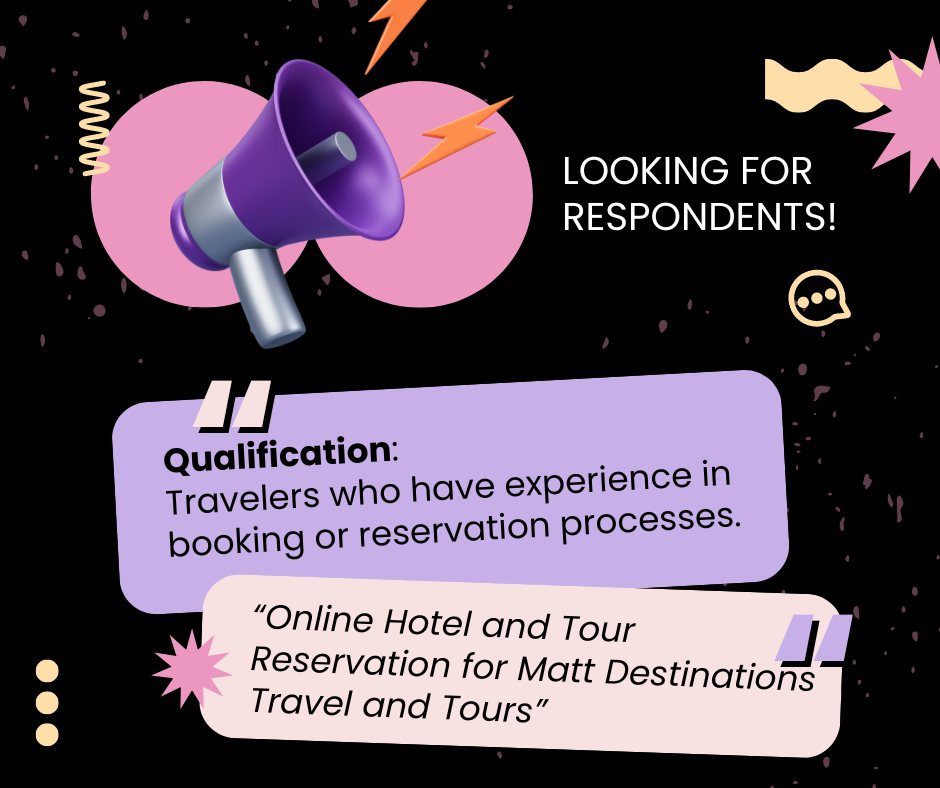 LOOKING FOR
RESPONDENTS!
Qualification:
Travelers who have experience in
booking or reservation processes.
“Online Hotel and Tour
Reservation for Matt Destinations
Travel and Tours”